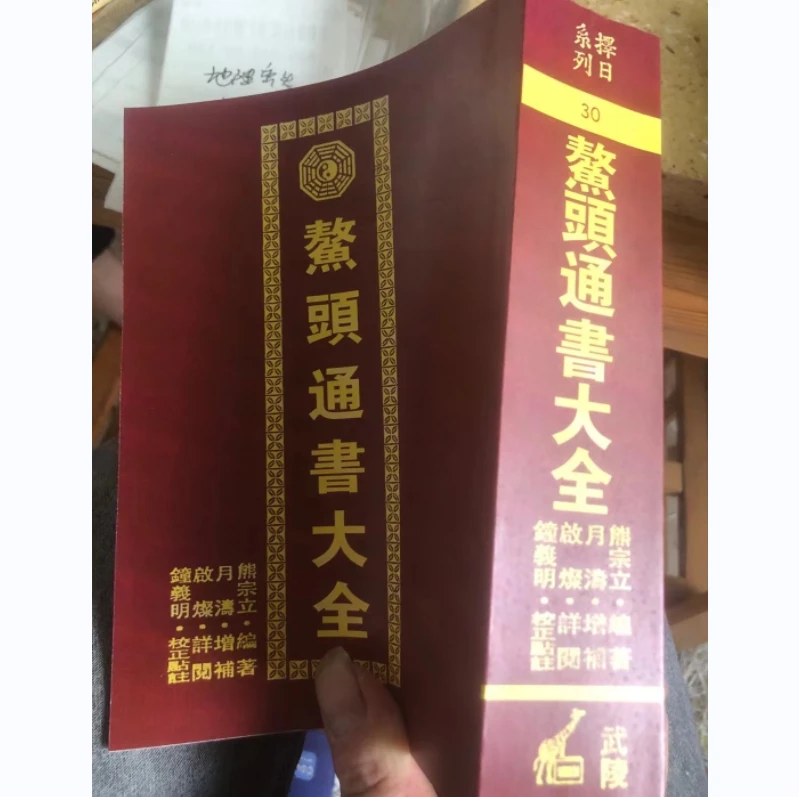 鰲頭通書大全
熊宗立·編著
月濤·增補
啟燦·詳閱
鐘義明·校正點註
擇日
系列
30
鰲頭通書大全
熊宗立·編著
月濤·增補
啟燦·詳閱
鐘義明·校正點註
武陵